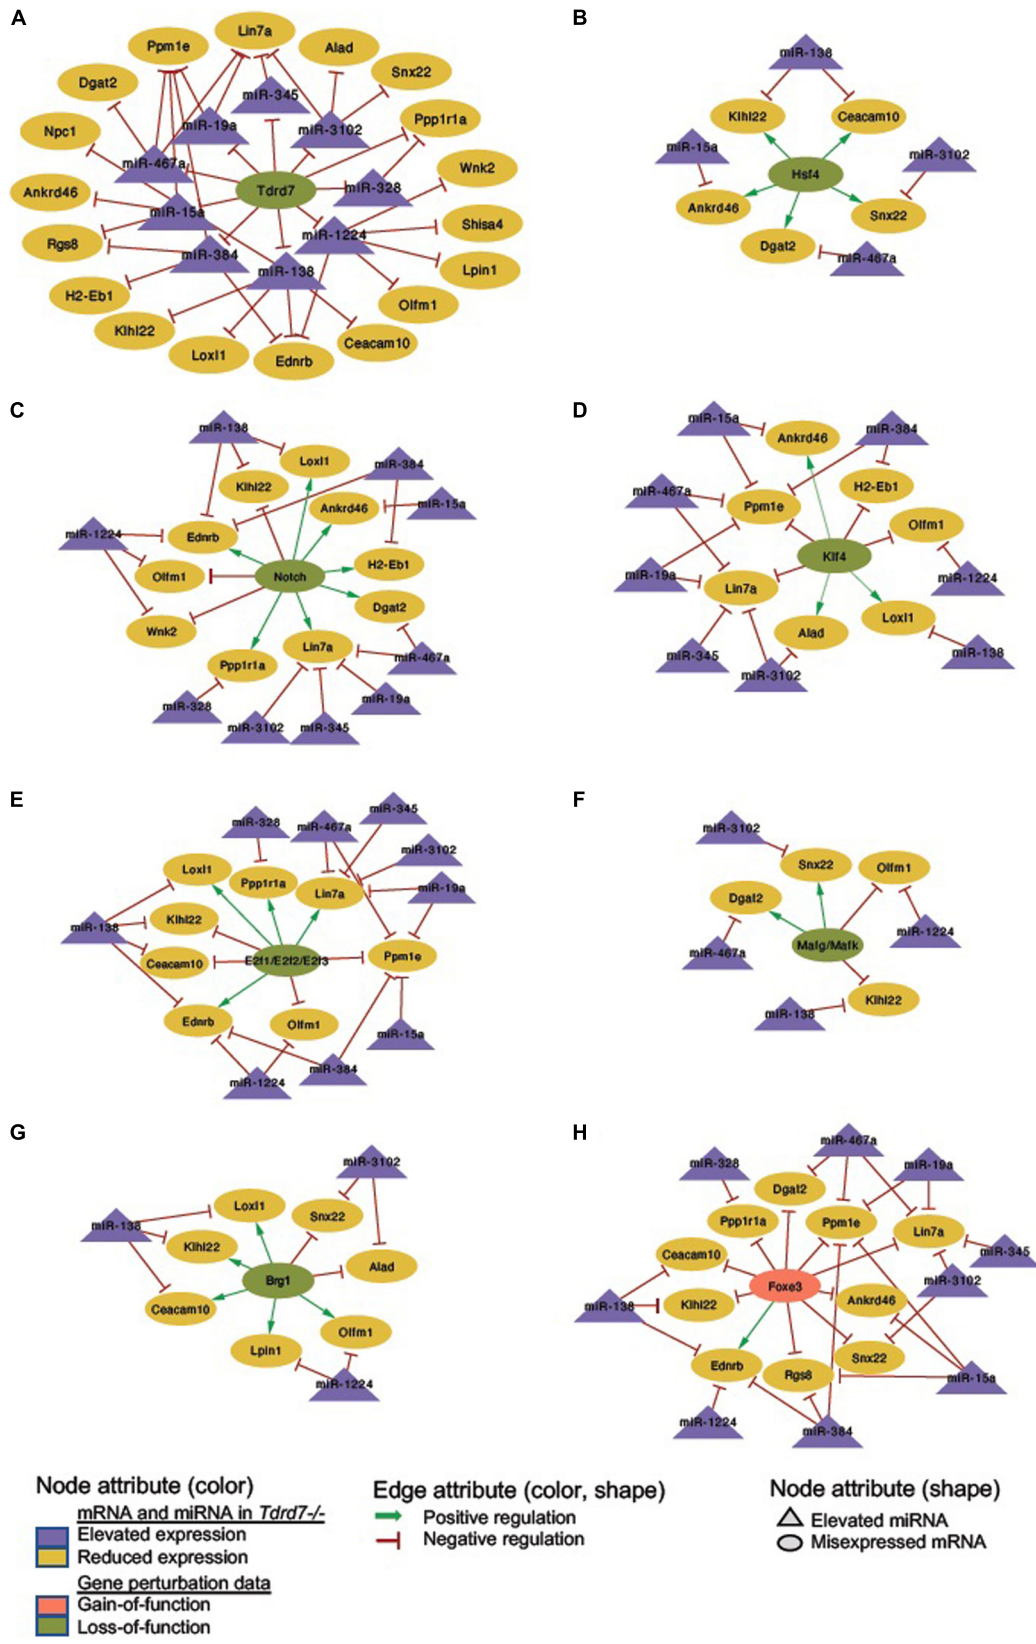 A
Lin7a
Ppm1e
Alad
Dgat2
Snx22
miR-345
Npc1
miR-19a
miR-3102
Ppp1r1a
miR-467a
Wnk2
Ankrd46
Tdrd7
miR-328
miR-15a
Shisa4
Rgs8
miR-1224
miR-384
Lpin1
miR-138
H2-Eb1
Olfm1
Klhl22
Ceacam10
Loxl1
Ednrb
B
miR-138
Klhl22
Ceacam10
miR-15a
miR-3102
Hsf4
Ankrd46
Snx22
Dgat2
miR-467a
C
miR-138
Loxl1
miR-384
Klhl22
Ankrd46
miR-15a
miR-1224
Ednrb
H2-Eb1
Olfm1
Notch
Dgat2
Wnk2
Lin7a
Ppp1r1a
miR-467a
miR-328
miR-19a
miR-3102
miR-345
D
miR-15a
Ankrd46
miR-384
miR-467a
H2-Eb1
Ppm1e
Olfm1
Klf4
miR-19a
Lin7a
miR-1224
Loxl1
Alad
miR-345
miR-138
miR-3102
E
miR-345
miR-328
miR-467a
miR-3102
Loxl1
Ppp1r1a
Lin7a
miR-19a
Klhl22
miR-138
Ceacam10
E2f1/E2f2/E2f3
Ppm1e
Ednrb
Olfm1
miR-15a
miR-384
miR-1224
F
miR-3102
Snx22
Olfm1
Dgat2
miR-1224
Mafg/Mafk
miR-467a
Klhl22
miR-138
G
miR-3102
Loxl1
Snx22
miR-138
Klhl22
Alad
Brg1
Ceacam10
Olfm1
Lpin1
miR-1224
H
miR-467a
miR-328
miR-19a
Dgat2
Ppp1r1a
Ppm1e
Lin7a
Ceacam10
miR-345
Foxe3
miR-3102
miR-138
Klhl22
Ankrd46
Snx22
Ednrb
Rgs8
miR-15a
miR-1224
miR-384
Node attribute (color)
mRNA and miRNA in Tdrd7-/-
Elevated expression
Reduced expression
Gene perturbation data
Gain-of-function
Loss-of-function
Edge attribute (color, shape)
Positive regulation
Negative regulation
Node attribute (shape)
Elevated miRNA
Misexpressed mRNA